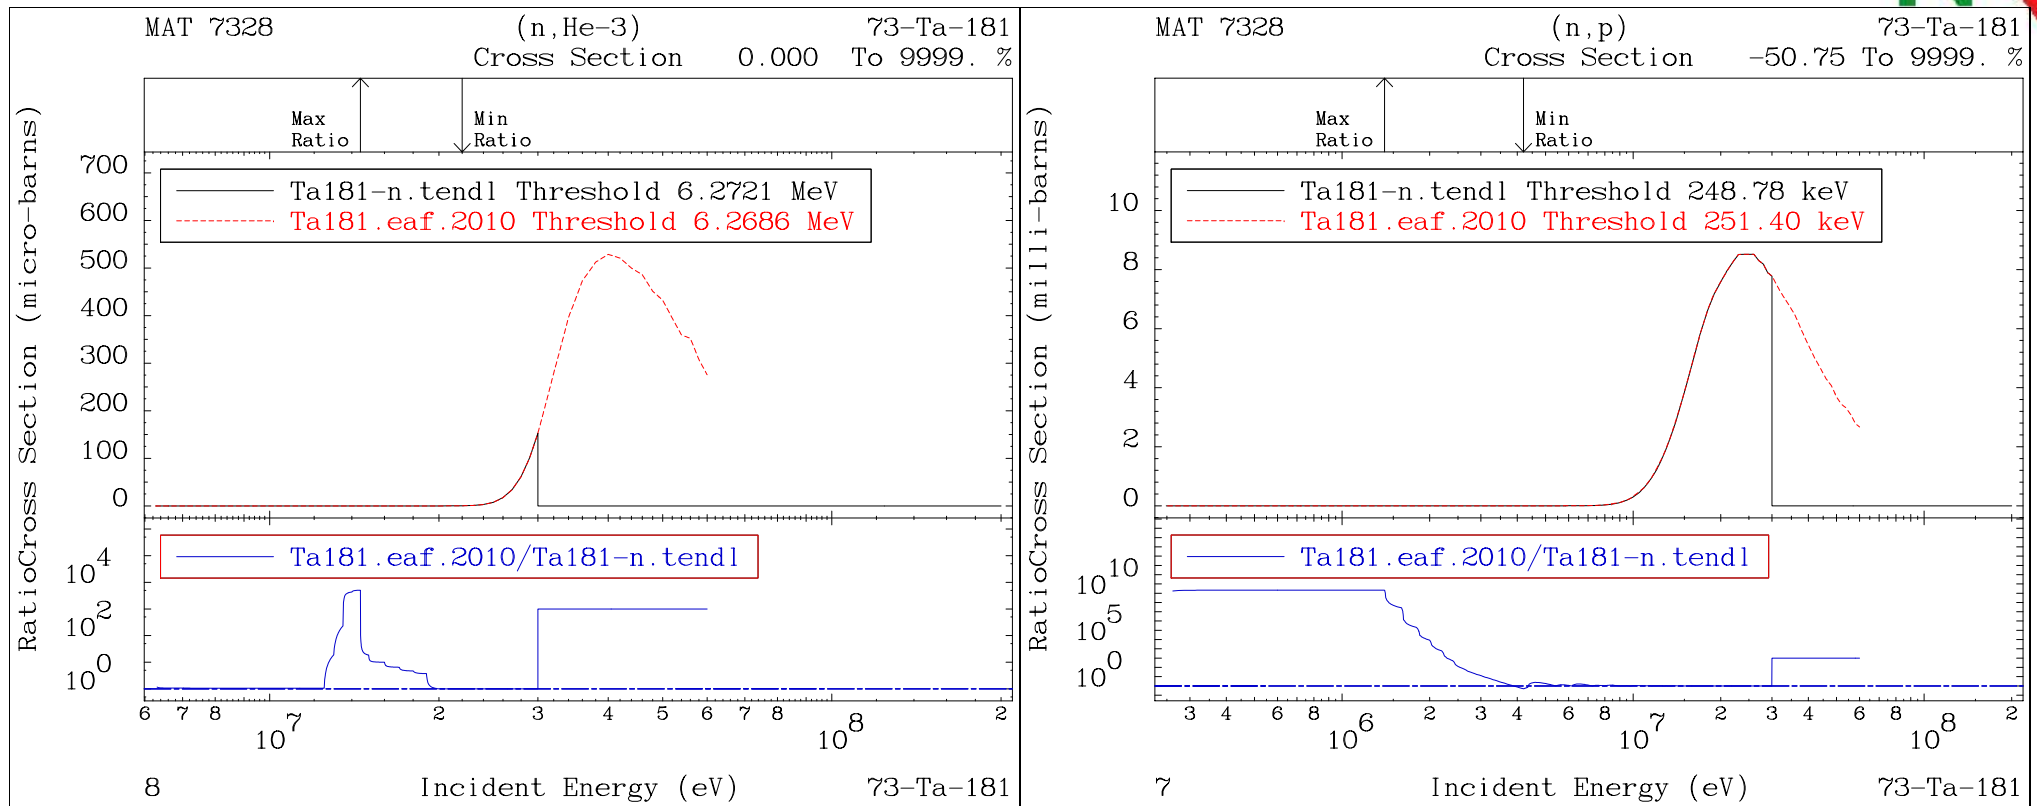 MAT 7328 (n,He-3) 73-Ta-181
Cross Section 0.000 To 9999. %
Max
Ratio
Min
Ratio
700
600
500
400
300
200
100
0
Ta181-n.tendl Threshold 6.2721 MeV
Ta181.eaf.2010 Threshold 6.2686 MeV
RatioCross Section (micro-barns)
Ta181.eaf.2010/Ta181-n.tendl
10^4
10^2
2
10^0
0
10
6 7 8 10^7 2 3 4 5 6 7 8 10^8 2
8 Incident Energy (eV) 73-Ta-181
MAT 7328 (n,p) 73-Ta-181
Cross Section -50.75 To 9999. %
Max
Ratio
Min
Ratio
10
8
6
4
2
0
Ta181-n.tendl Threshold 248.78 keV
Ta181.eaf.2010 Threshold 251.40 keV
RatioCross Section (milli-barns)
Ta181.eaf.2010/Ta181-n.tendl
10^10
10^5
10^0
3 4 6 8 10^6 2 3 4 6 8 10^7 2 3 4 6 8 10^8 2
7 Incident Energy (eV) 73-Ta-181